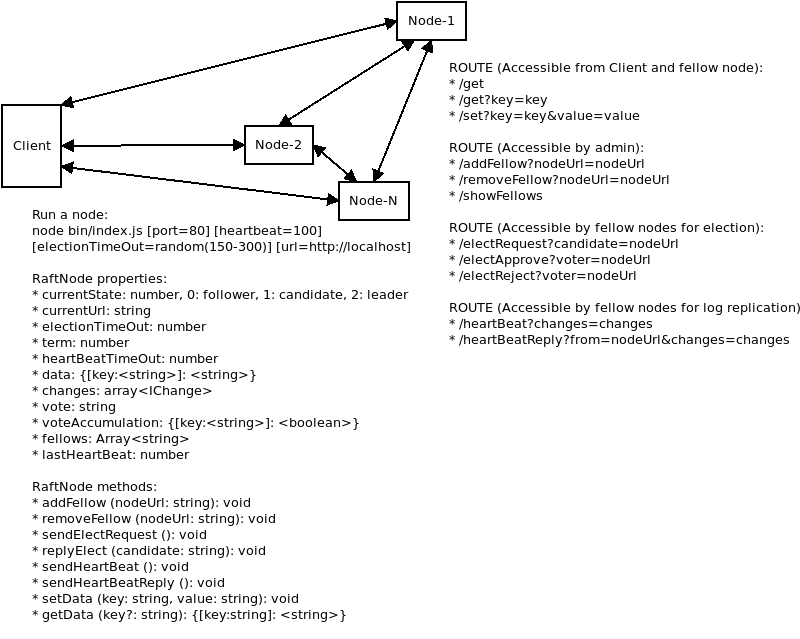 Node-1
Client
Node-2
Node-N
Run a node:
node bin/index.js [port=80] [heartbeat=100]
[electionTimeOut=random(150-300)] [url=http://localhost]
RaftNode properties:
* currentState: number, 0: follower, 1: candidate, 2: leader
* currentUrl: string
* electionTimeOut: number
* term: number
* heartBeatTimeOut: number
* data: {[key:<string>]: <string>}
* changes: array<IChange>
* vote: string
* voteAccumulation: {[key:<string>]: <boolean>}
* fellows: Array<string>
* lastHeartBeat: number
RaftNode methods:
* addFellow (nodeUrl: string): void
* removeFellow (nodeUrl: string): void
* sendElectRequest (): void
* replyElect (candidate: string): void
* sendHeartBeat (): void
* sendHeartBeatReply (): void
* setData (key: string, value: string): void
* getData (key?: string): {[key:string]: <string>}
ROUTE (Accessible from Client and fellow node):
* /get
* /get?key=key
* /set?key=key&value=value
ROUTE (Accessible by admin):
* /addFellow?nodeUrl=nodeUrl
* /removeFellow?nodeUrl=nodeUrl
* /showFellows
ROUTE (Accessible by fellow nodes for election):
* /electRequest?candidate=nodeUrl
* /electApprove?voter=nodeUrl
* /electReject?voter=nodeUrl
ROUTE (Accessible by fellow nodes for log replication)
* /heartBeat?changes=changes
* /heartBeatReply?from=nodeUrl&changes=changes